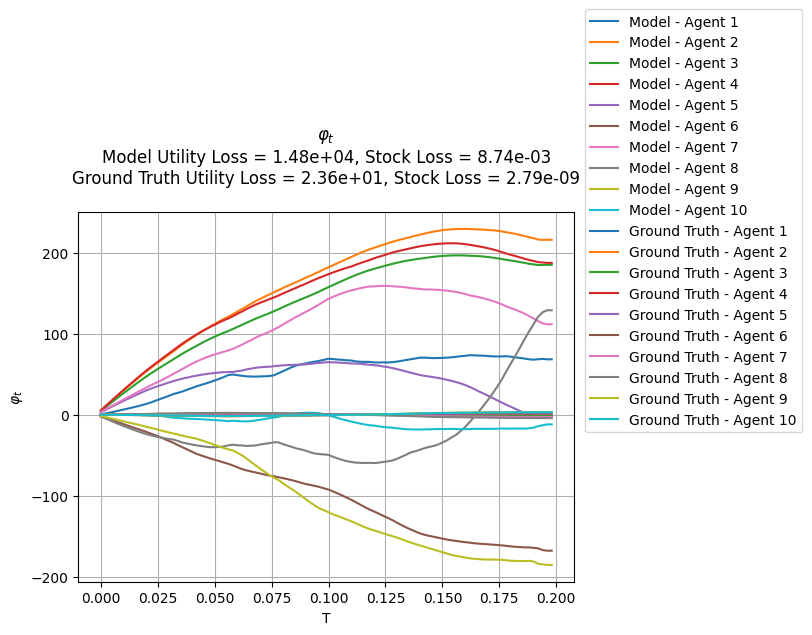 φt
Model Utility Loss = 1.48e+04, Stock Loss = 8.74e-03
Ground Truth Utility Loss = 2.36e+01, Stock Loss = 2.79e-09
Model - Agent 1
Model - Agent 2
Model - Agent 3
Model - Agent 4
Model - Agent 5
Model - Agent 6
Model - Agent 7
Model - Agent 8
Model - Agent 9
Model - Agent 10
Ground Truth - Agent 1
Ground Truth - Agent 2
Ground Truth - Agent 3
Ground Truth - Agent 4
Ground Truth - Agent 5
Ground Truth - Agent 6
Ground Truth - Agent 7
Ground Truth - Agent 8
Ground Truth - Agent 9
Ground Truth - Agent 10
φt
200
100
0
−100
−200
0.000 0.025 0.050 0.075 0.100 0.125 0.150 0.175 0.200
T